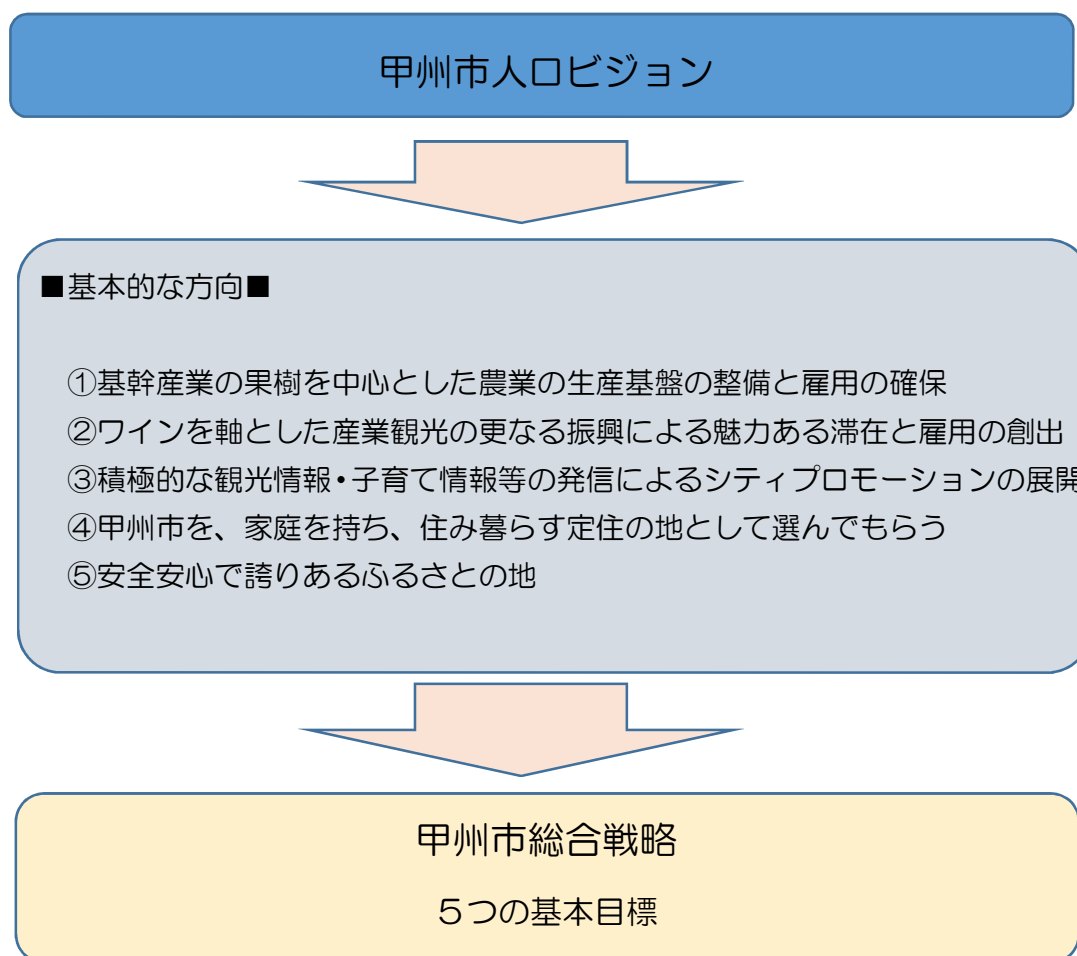 甲州市人口ビジョン
■基本的な方向■
①基幹産業の果樹を中心とした農業の生産基盤の整備と雇用の確保
②ワインを軸とした産業観光の更なる振興による魅力ある滞在と雇用の創出
③積極的な観光情報・子育て情報等の発信によるシティプロモーションの展開
④甲州市を、家庭を持ち、住み暮らす定住の地として選んでもらう
⑤安全安心で誇りあるふるさとの地
甲州市総合戦略
５つの基本目標